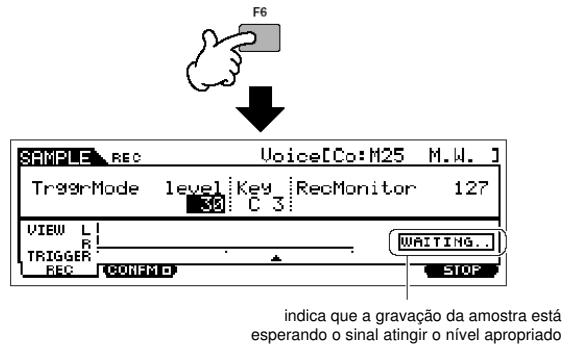 F6
SAMPLE REC Voice[Co:M25 M.W. ]
TrggrMode level Key RecMonitor 127
30 C 3
VIEW L
R
WAITING..
TRIGGER
REC CONFM STOP
indica que a gravação da amostra está
esperando o sinal atingir o nível apropriado